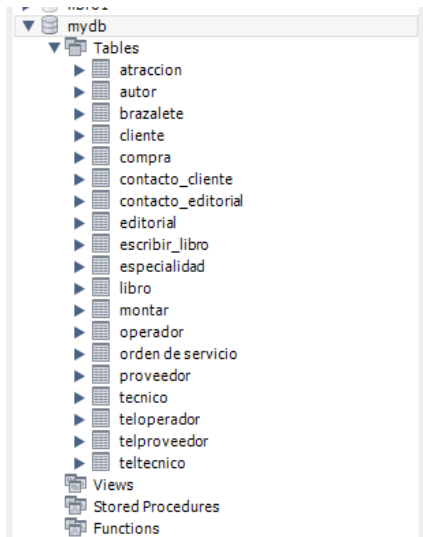 mydb
Tables
atraccion
autor
brazalete
cliente
compra
contacto_cliente
contacto_editorial
editorial
escribir_libro
especialidad
libro
montar
operador
orden de servicio
proveedor
tecnico
teloperador
telproveedor
teltecnico
Views
Stored Procedures
Functions